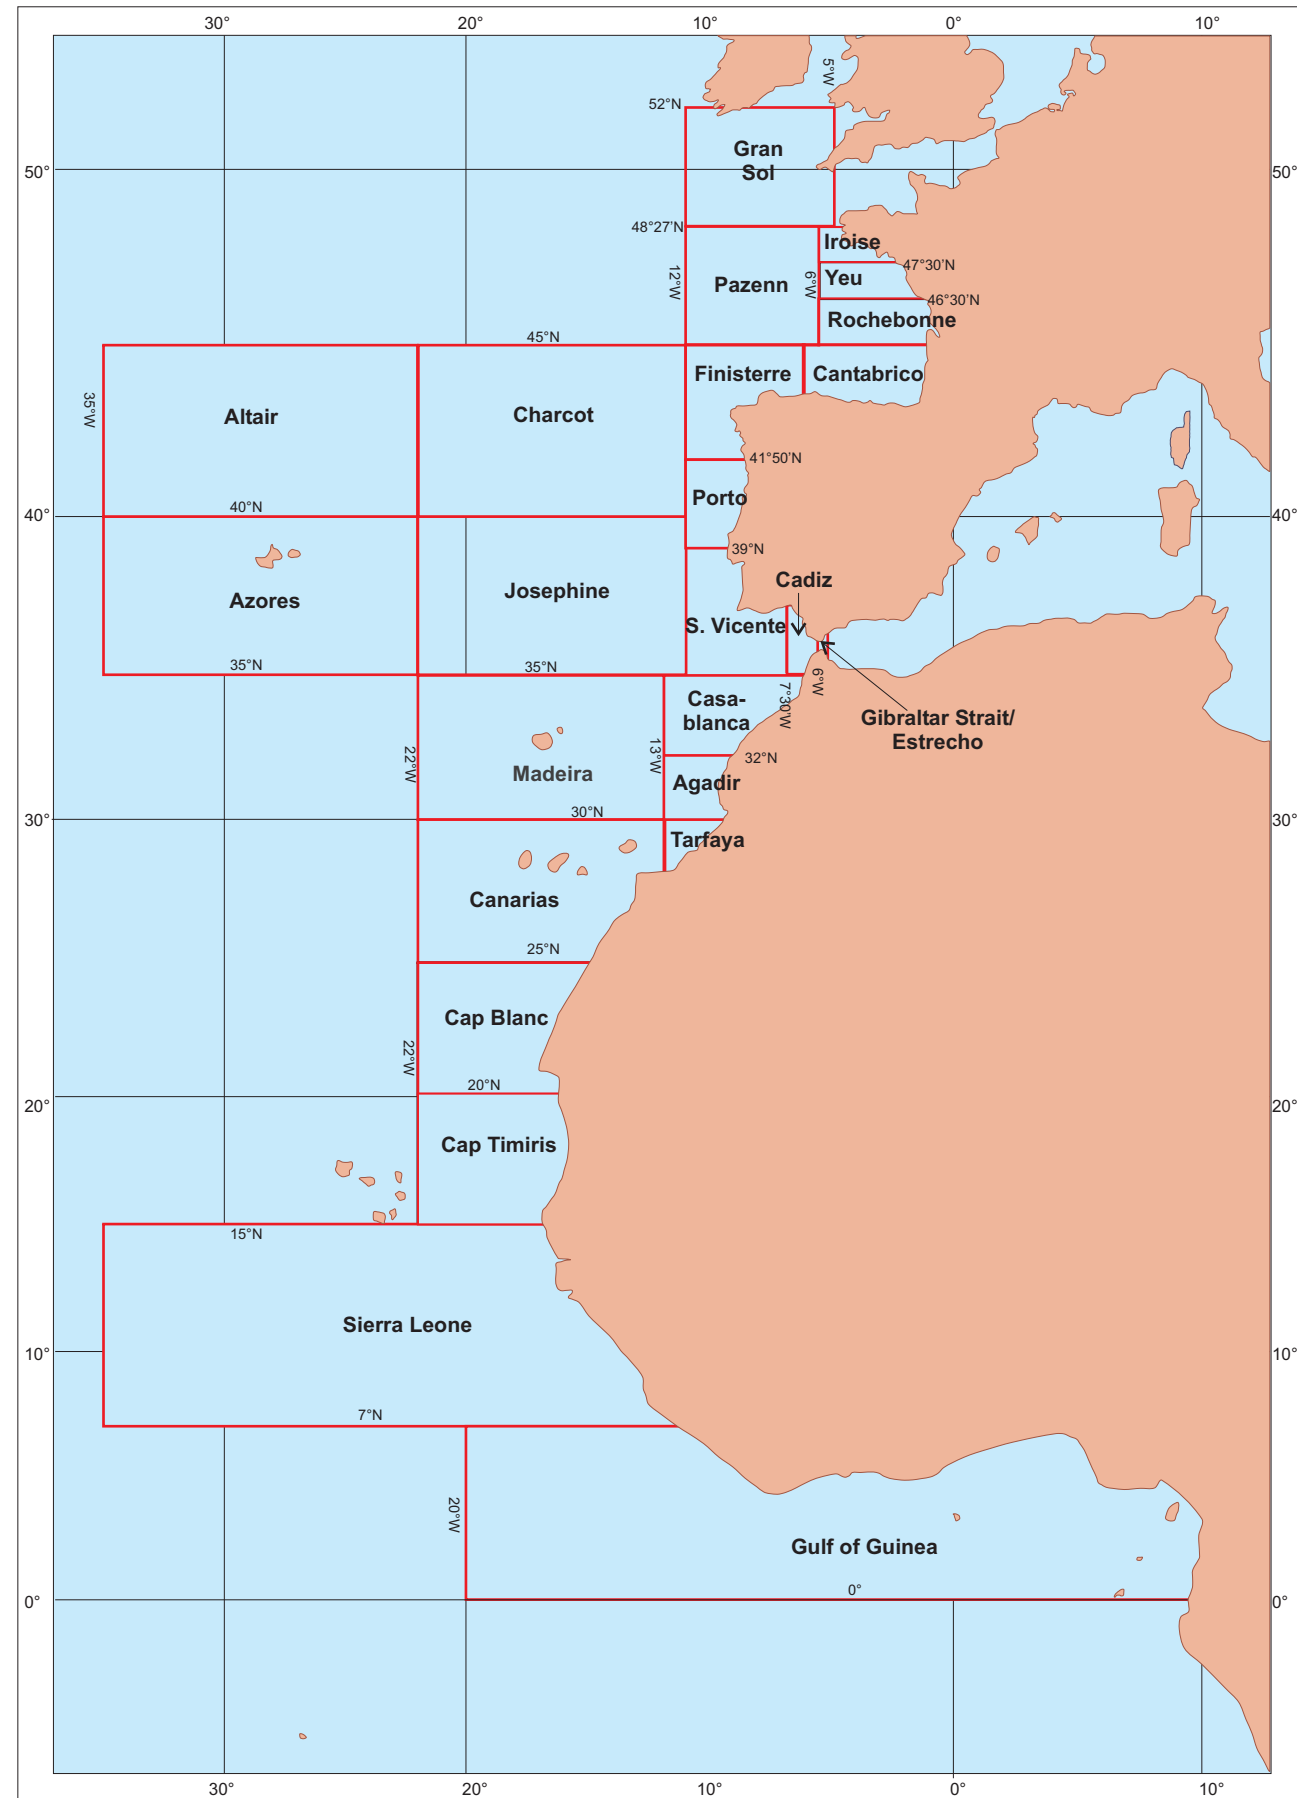 30°
20°
10°
0°
10°
5°W
52°N
Gran
Sol
50°
50°
48°27'N
Iroise
47°30'N
12°W
Pazenn
6°W
Yeu
46°30'N
Rochebonne
45°N
Finisterre
Cantabrico
35°W
Altair
Charcot
41°50'N
Porto
40°N
40°
40°
39°N
Cadiz
Azores
Josephine
S. Vicente
35°N
35°N
6°W
7°30'W
Casa-
blanca
Gibraltar Strait/
Estrecho
22°W
13°W
32°N
Madeira
Agadir
30°N
30°
30°
Tarfaya
Canarias
25°N
Cap Blanc
22°W
20°N
20°
20°
Cap Timiris
15°N
Sierra Leone
10°
10°
7°N
20°W
Gulf of Guinea
0°
0°
0°
30°
20°
10°
0°
10°